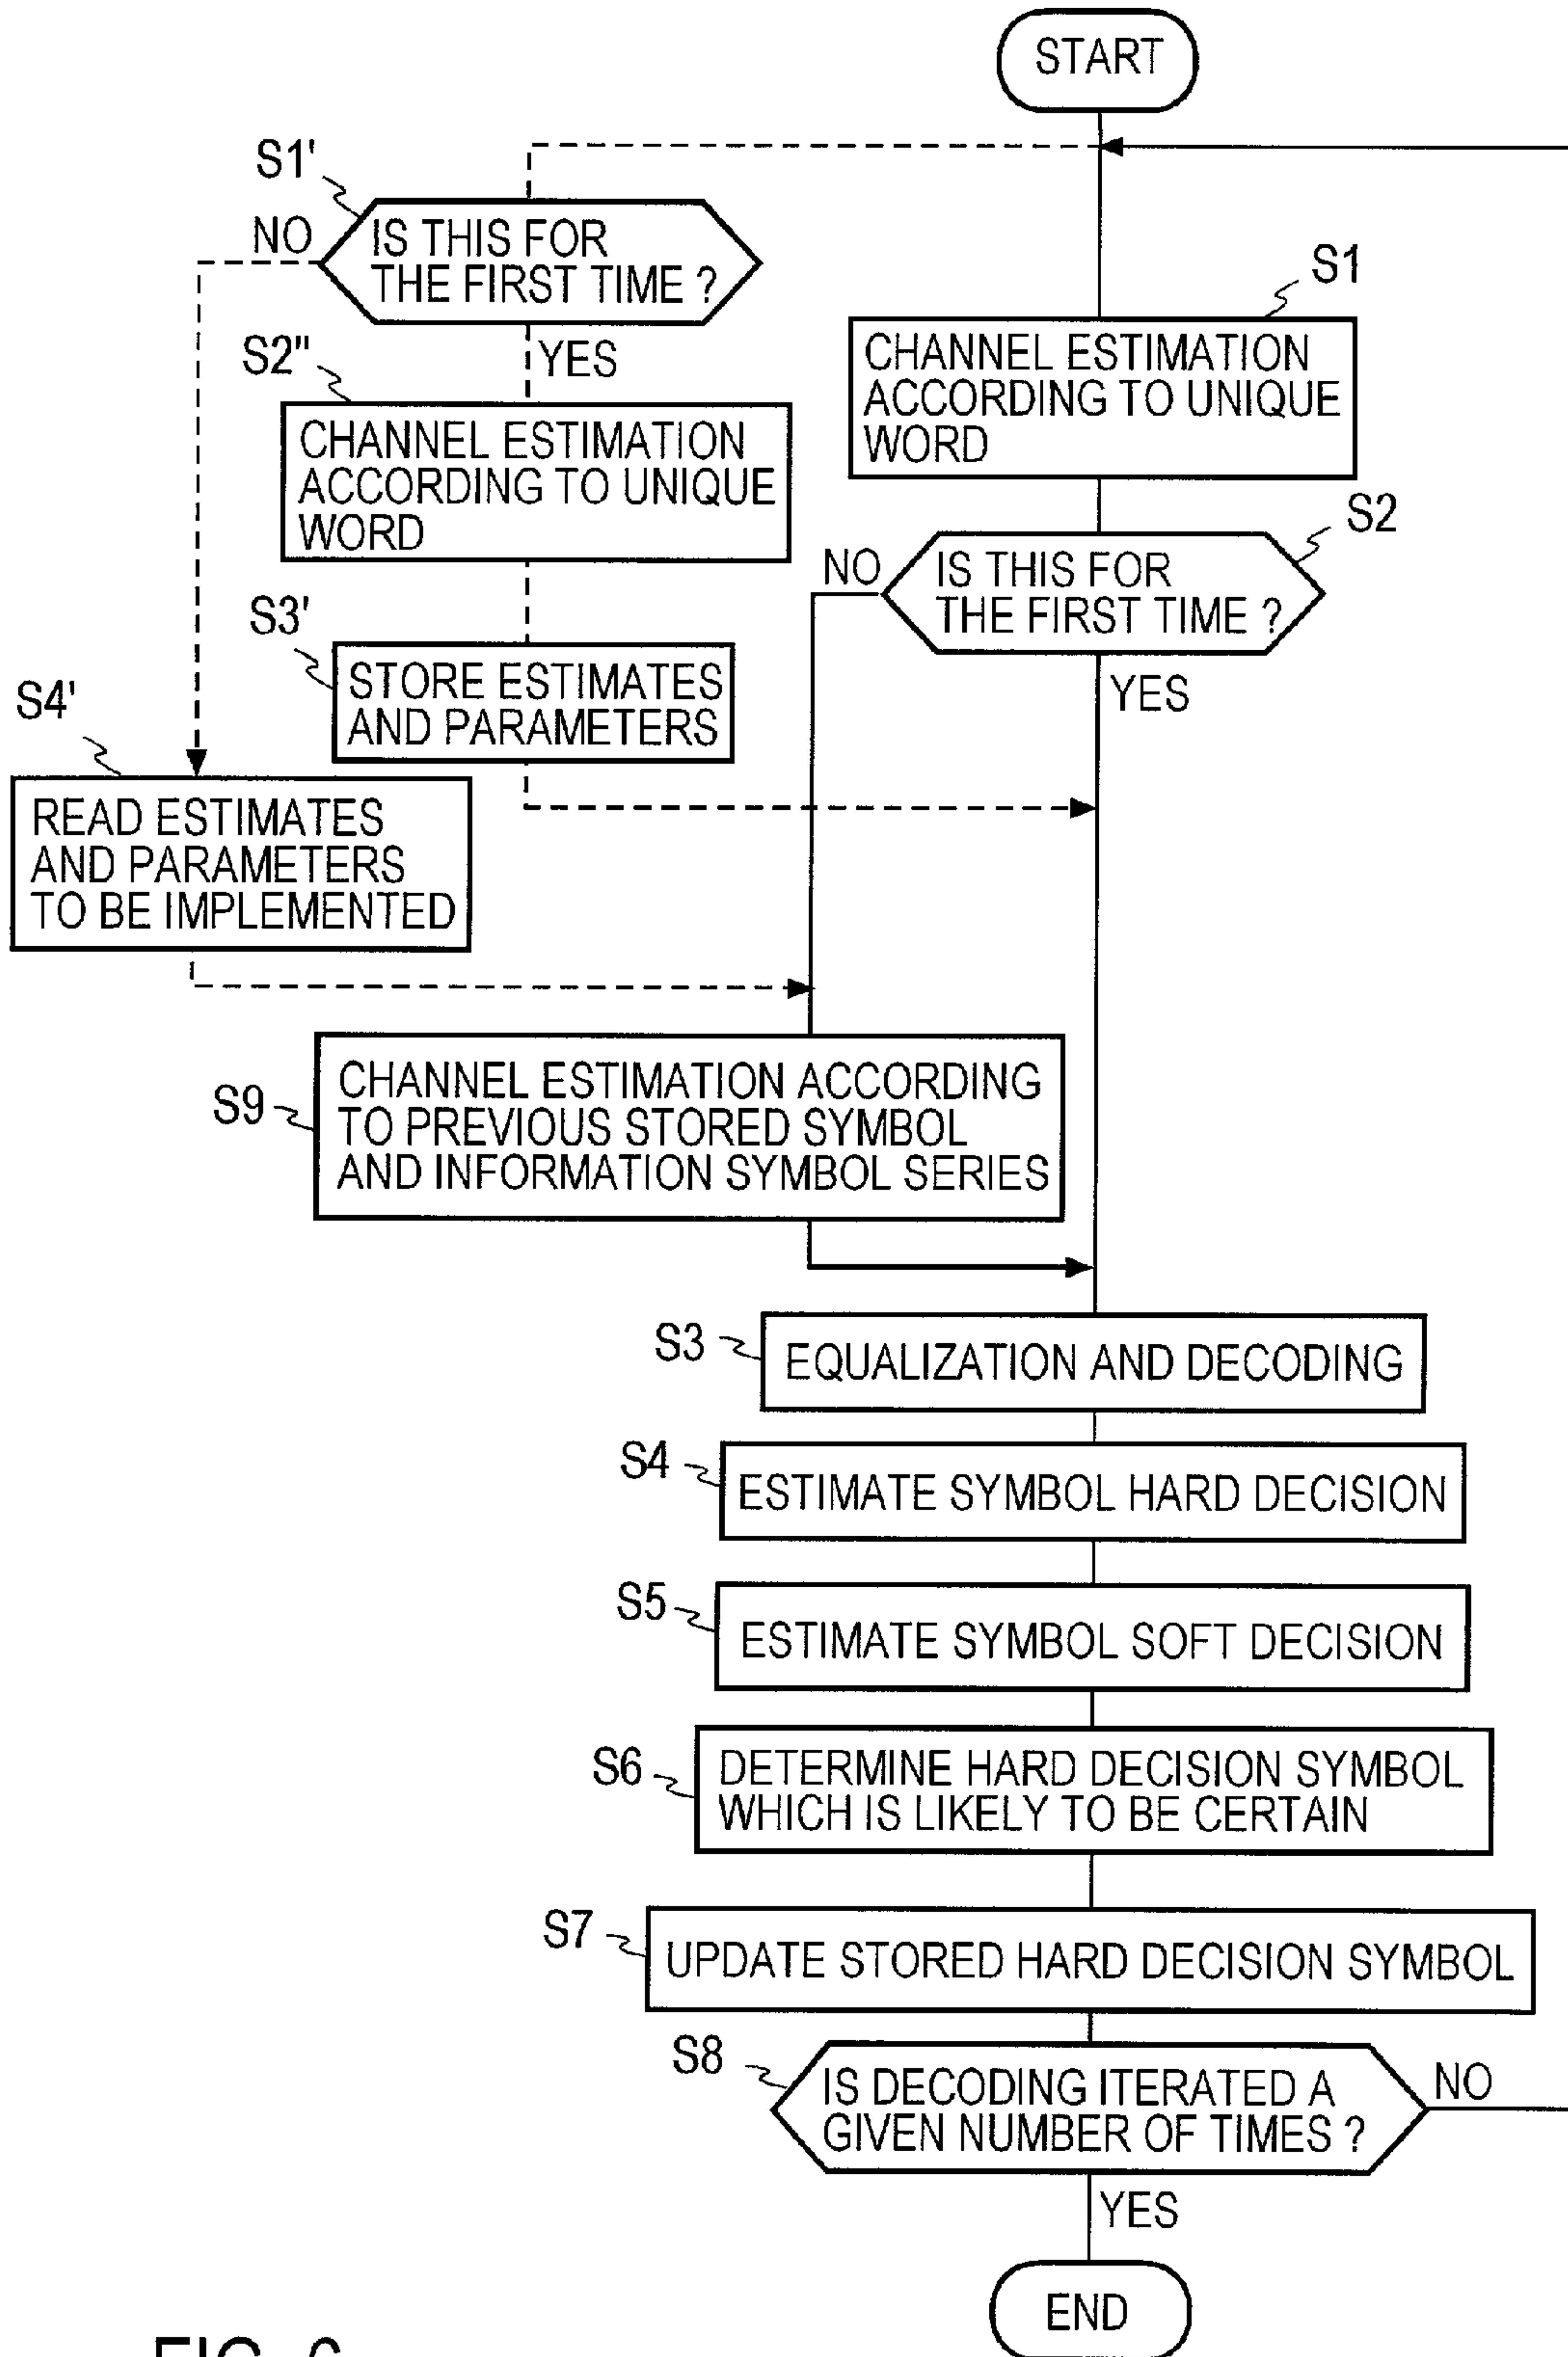 START
S1'
NO
IS THIS FOR
THE FIRST TIME ?
YES
S1
CHANNEL ESTIMATION
ACCORDING TO UNIQUE
WORD
S2"
CHANNEL ESTIMATION
ACCORDING TO UNIQUE
WORD
S2
NO
IS THIS FOR
THE FIRST TIME ?
YES
S3'
STORE ESTIMATES
AND PARAMETERS
S4'
READ ESTIMATES
AND PARAMETERS
TO BE IMPLEMENTED
S9
CHANNEL ESTIMATION ACCORDING
TO PREVIOUS STORED SYMBOL
AND INFORMATION SYMBOL SERIES
S3
EQUALIZATION AND DECODING
S4
ESTIMATE SYMBOL HARD DECISION
S5
ESTIMATE SYMBOL SOFT DECISION
S6
DETERMINE HARD DECISION SYMBOL
WHICH IS LIKELY TO BE CERTAIN
S7
UPDATE STORED HARD DECISION SYMBOL
S8
IS DECODING ITERATED A
GIVEN NUMBER OF TIMES ?
NO
YES
END